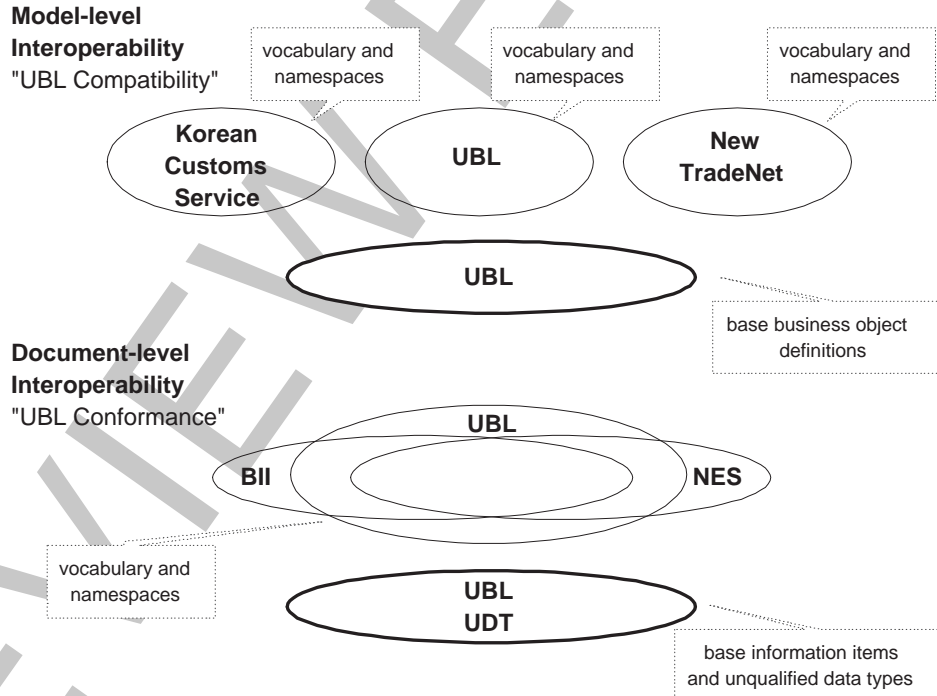 Model-level
Interoperability
"UBL Compatibility"
vocabulary and
namespaces
vocabulary and
namespaces
vocabulary and
namespaces
Korean
Customs
Service
UBL
New
TradeNet
UBL
base business object
definitions
Document-level
Interoperability
"UBL Conformance"
UBL
BII
NES
vocabulary and
namespaces
UBL
UDT
base information items
and unqualified data types